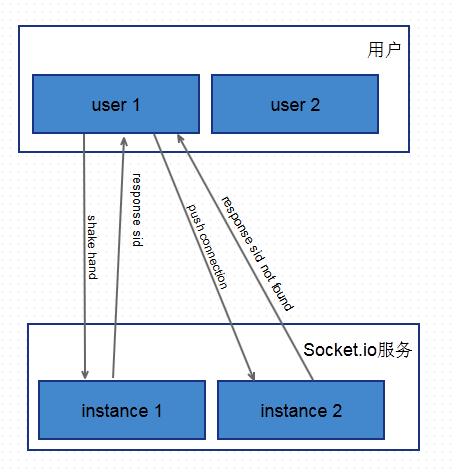 用户
user 1
user 2
shake hand
response sid
push connection
response sid not found
Socket.io服务
instance 1
instance 2